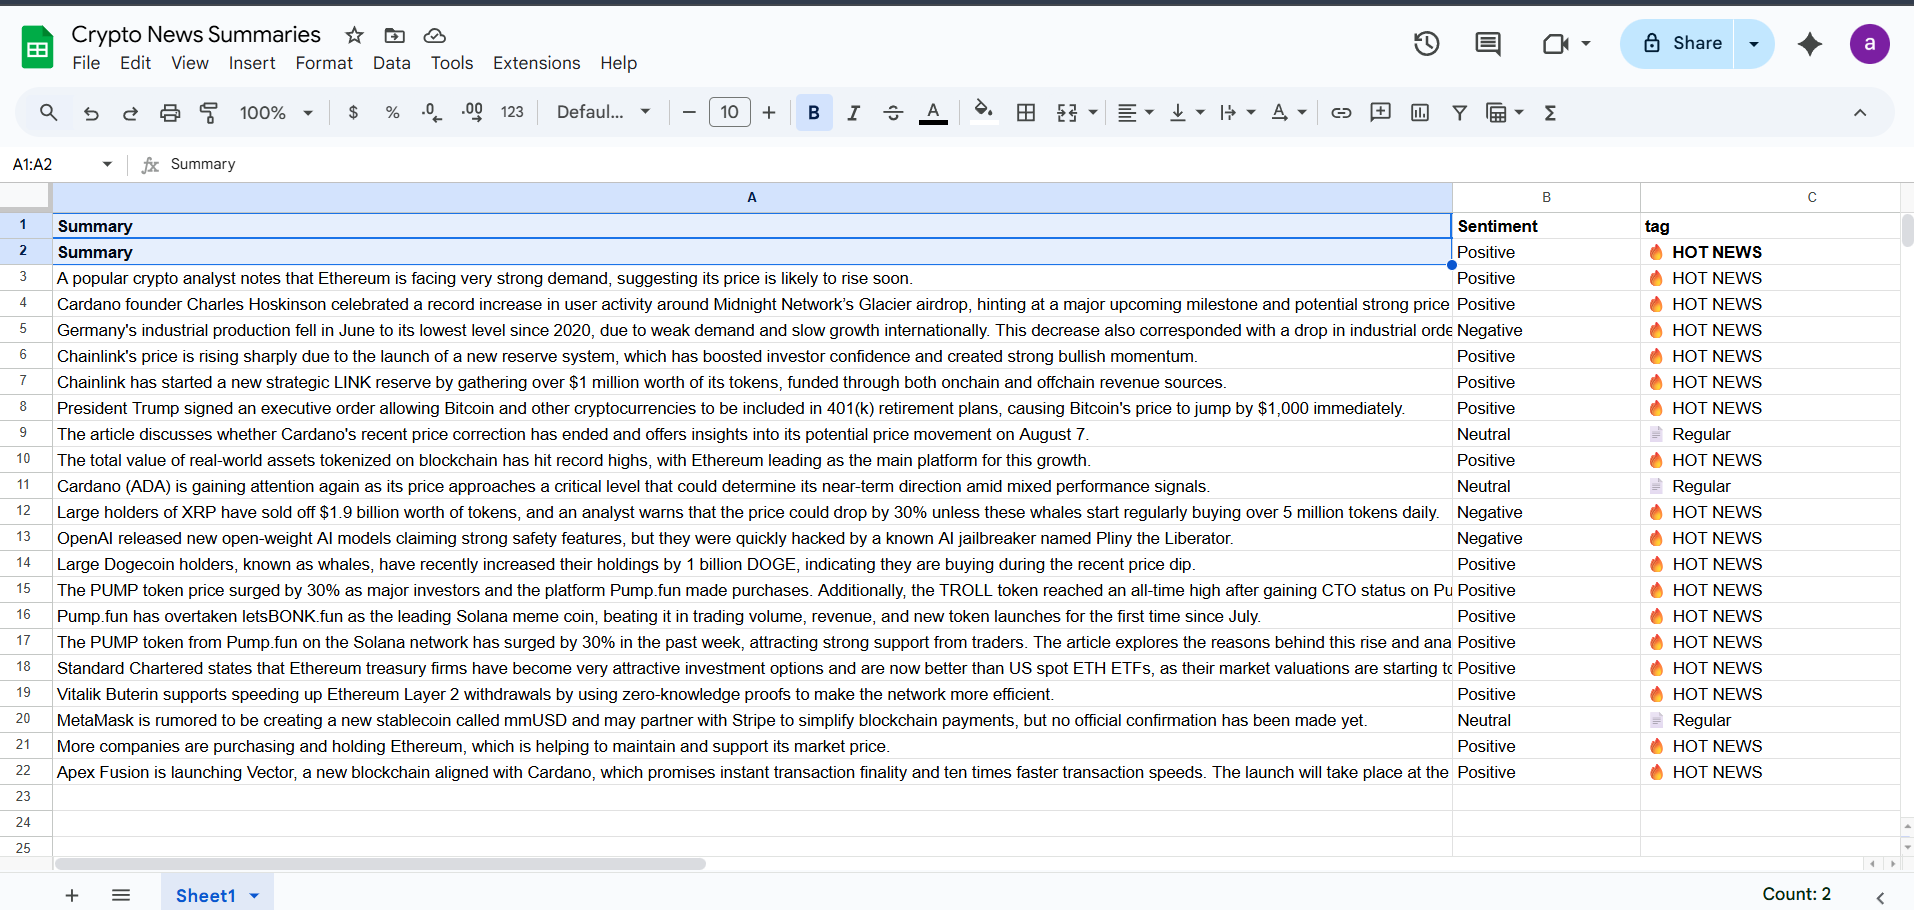 Crypto News Summaries
File Edit View Insert Format Data Tools Extensions Help
Share
a
100% $ % .0 .00 123 Defaul... 10 B I A
A1:A2 fx Summary
A B C
1 Summary Sentiment tag
2 Summary Positive 🔥 HOT NEWS
3 A popular crypto analyst notes that Ethereum is facing very strong demand, suggesting its price is likely to rise soon. Positive 🔥 HOT NEWS
4 Cardano founder Charles Hoskinson celebrated a record increase in user activity around Midnight Network's Glacier airdrop, hinting at a major upcoming milestone and potential strong price Positive 🔥 HOT NEWS
5 Germany's industrial production fell in June to its lowest level since 2020, due to weak demand and slow growth internationally. This decrease also corresponded with a drop in industrial orde Negative 🔥 HOT NEWS
6 Chainlink's price is rising sharply due to the launch of a new reserve system, which has boosted investor confidence and created strong bullish momentum. Positive 🔥 HOT NEWS
7 Chainlink has started a new strategic LINK reserve by gathering over $1 million worth of its tokens, funded through both onchain and offchain revenue sources. Positive 🔥 HOT NEWS
8 President Trump signed an executive order allowing Bitcoin and other cryptocurrencies to be included in 401(k) retirement plans, causing Bitcoin's price to jump by $1,000 immediately. Positive 🔥 HOT NEWS
9 The article discusses whether Cardano's recent price correction has ended and offers insights into its potential price movement on August 7. Neutral 📄 Regular
10 The total value of real-world assets tokenized on blockchain has hit record highs, with Ethereum leading as the main platform for this growth. Positive 🔥 HOT NEWS
11 Cardano (ADA) is gaining attention again as its price approaches a critical level that could determine its near-term direction amid mixed performance signals. Neutral 📄 Regular
12 Large holders of XRP have sold off $1.9 billion worth of tokens, and an analyst warns that the price could drop by 30% unless these whales start regularly buying over 5 million tokens daily. Negative 🔥 HOT NEWS
13 OpenAI released new open-weight AI models claiming strong safety features, but they were quickly hacked by a known AI jailbreaker named Pliny the Liberator. Negative 🔥 HOT NEWS
14 Large Dogecoin holders, known as whales, have recently increased their holdings by 1 billion DOGE, indicating they are buying during the recent price dip. Positive 🔥 HOT NEWS
15 The PUMP token price surged by 30% as major investors and the platform Pump.fun made purchases. Additionally, the TROLL token reached an all-time high after gaining CTO status on Pu Positive 🔥 HOT NEWS
16 Pump.fun has overtaken letsBONK.fun as the leading Solana meme coin, beating it in trading volume, revenue, and new token launches for the first time since July. Positive 🔥 HOT NEWS
17 The PUMP token from Pump.fun on the Solana network has surged by 30% in the past week, attracting strong support from traders. The article explores the reasons behind this rise and ana Positive 🔥 HOT NEWS
18 Standard Chartered states that Ethereum treasury firms have become very attractive investment options and are now better than US spot ETH ETFs, as their market valuations are starting to Positive 🔥 HOT NEWS
19 Vitalik Buterin supports speeding up Ethereum Layer 2 withdrawals by using zero-knowledge proofs to make the network more efficient. Positive 🔥 HOT NEWS
20 MetaMask is rumored to be creating a new stablecoin called mmUSD and may partner with Stripe to simplify blockchain payments, but no official confirmation has been made yet. Neutral 📄 Regular
21 More companies are purchasing and holding Ethereum, which is helping to maintain and support its market price. Positive 🔥 HOT NEWS
22 Apex Fusion is launching Vector, a new blockchain aligned with Cardano, which promises instant transaction finality and ten times faster transaction speeds. The launch will take place at the Positive 🔥 HOT NEWS
23
24
25
Sheet1 Count: 2